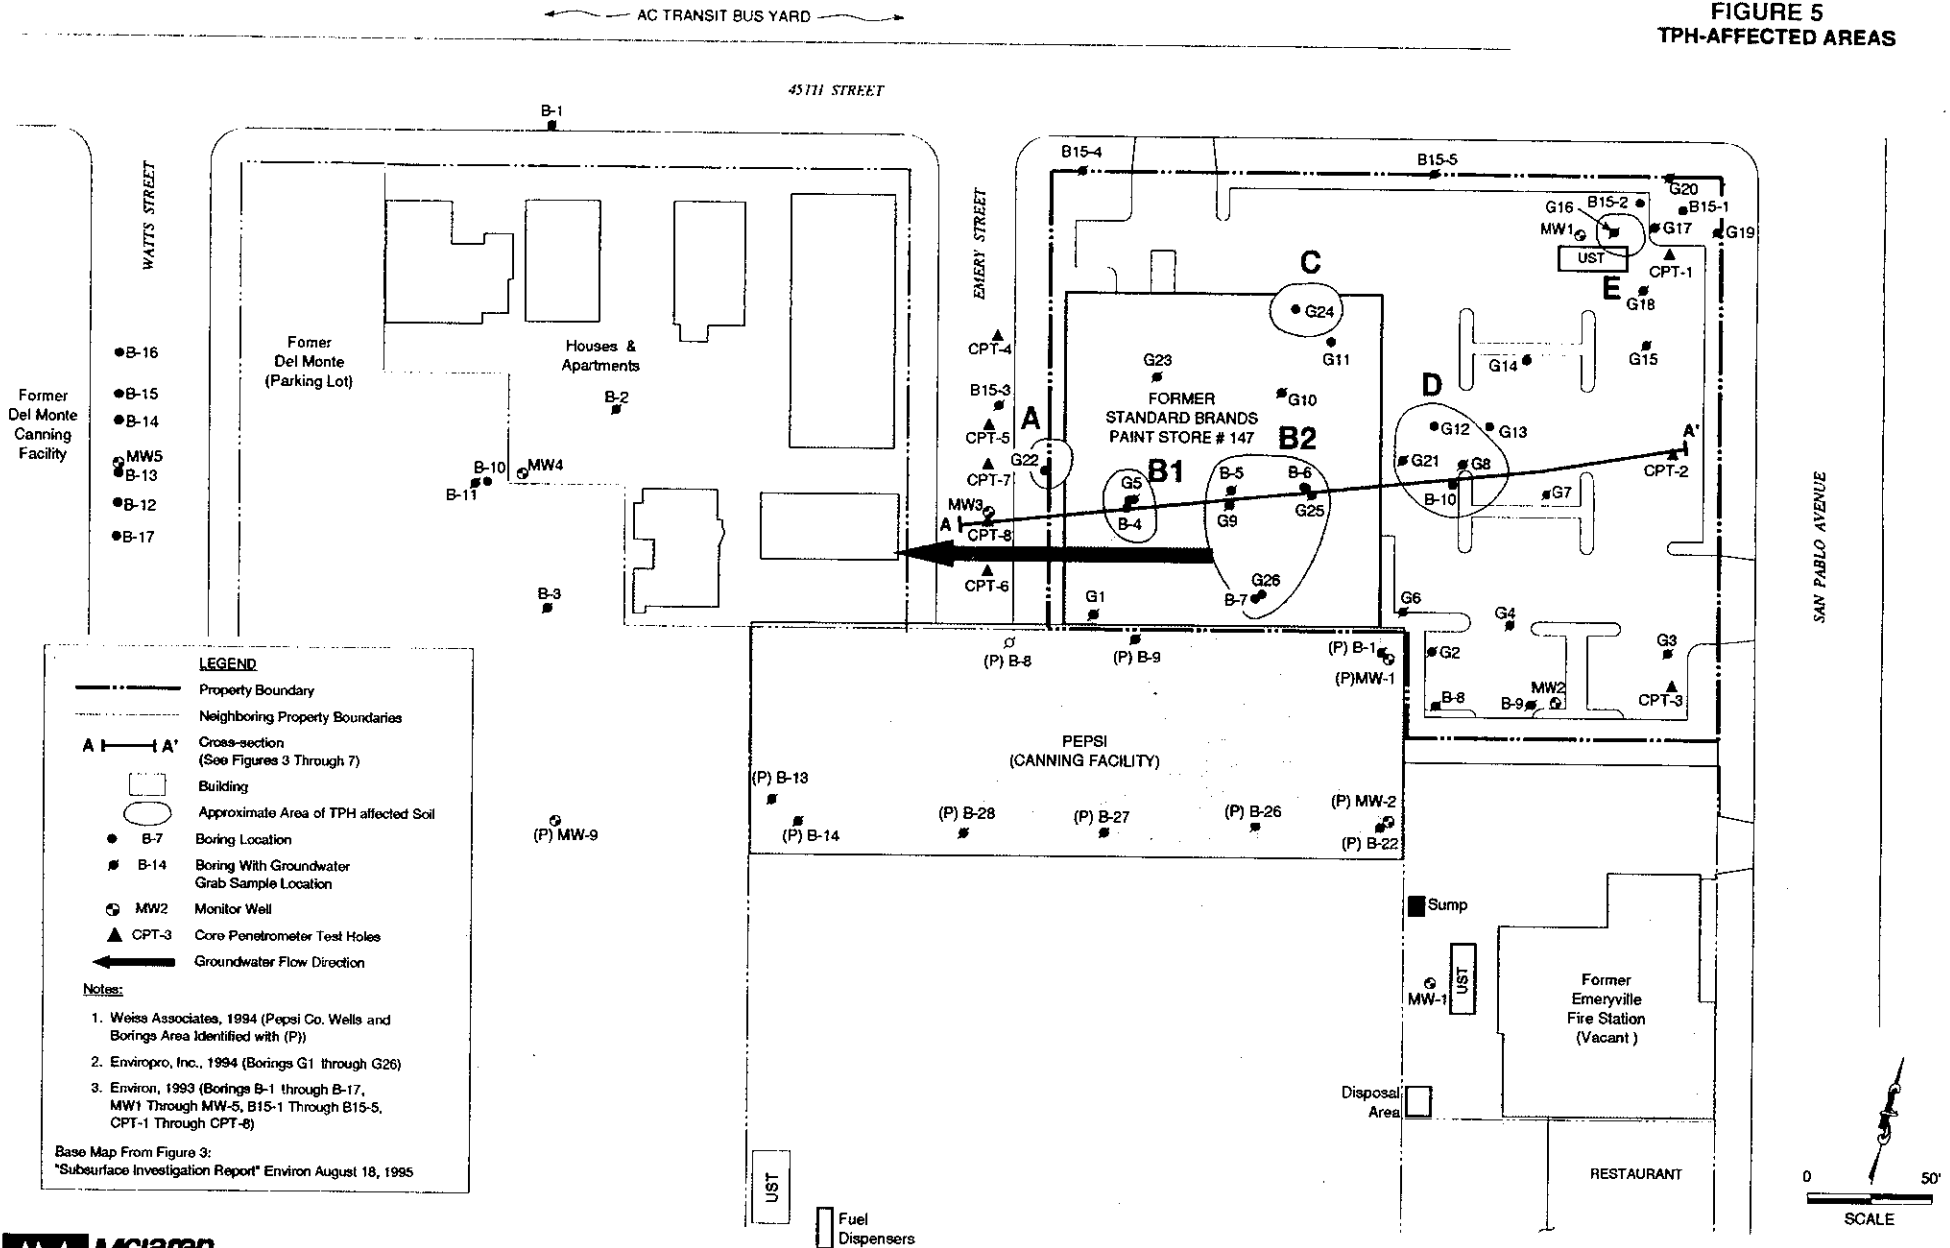 AC TRANSIT BUS YARD
FIGURE 5
TPH-AFFECTED AREAS
45TH STREET
WATTS STREET
EMERY STREET
SAN PABLO AVENUE
B-1
B15-4
B15-5
G20
B15-2
B15-1
G16
MW1
G17
G19
UST
CPT-1
E
G18
G15
G14
C
G24
G11
G23
G10
FORMER
STANDARD BRANDS
PAINT STORE # 147
CPT-4
B15-3
CPT-5
CPT-7
MW3
CPT-8
CPT-6
A
G22
B1
G5
B-4
B2
B-5
G9
B-6
G25
G26
B-7
G1
D
G12
G13
G21
G8
B-10
G7
A'
CPT-2
A
G6
G4
G2
G3
B-8
B-9
MW2
CPT-3
Fomer
Del Monte
(Parking Lot)
Houses &
Apartments
B-2
B-10
B-11
MW4
B-3
B-16
B-15
B-14
MW5
B-13
B-12
B-17
Former
Del Monte
Canning
Facility
(P) B-8
(P) B-9
(P) B-1
(P)MW-1
PEPSI
(CANNING FACILITY)
(P) B-13
(P) B-14
(P) B-28
(P) B-27
(P) B-26
(P) MW-2
(P) B-22
(P) MW-9
Sump
UST
MW-1
Former
Emeryville
Fire Station
(Vacant )
Disposal
Area
RESTAURANT
UST
Fuel
Dispensers
LEGEND
Property Boundary
Neighboring Property Boundaries
A A' Cross-section
(See Figures 3 Through 7)
Building
Approximate Area of TPH affected Soil
B-7 Boring Location
B-14 Boring With Groundwater
Grab Sample Location
MW2 Monitor Well
CPT-3 Core Penetrometer Test Holes
Groundwater Flow Direction
Notes:
1. Weiss Associates, 1994 (Pepsi Co. Wells and
Borings Area Identified with (P))
2. Enviropro, Inc., 1994 (Borings G1 through G26)
3. Environ, 1993 (Borings B-1 through B-17,
MW1 Through MW-5, B15-1 Through B15-5,
CPT-1 Through CPT-8)
Base Map From Figure 3:
"Subsurface Investigation Report" Environ August 18, 1995
0 50'
SCALE